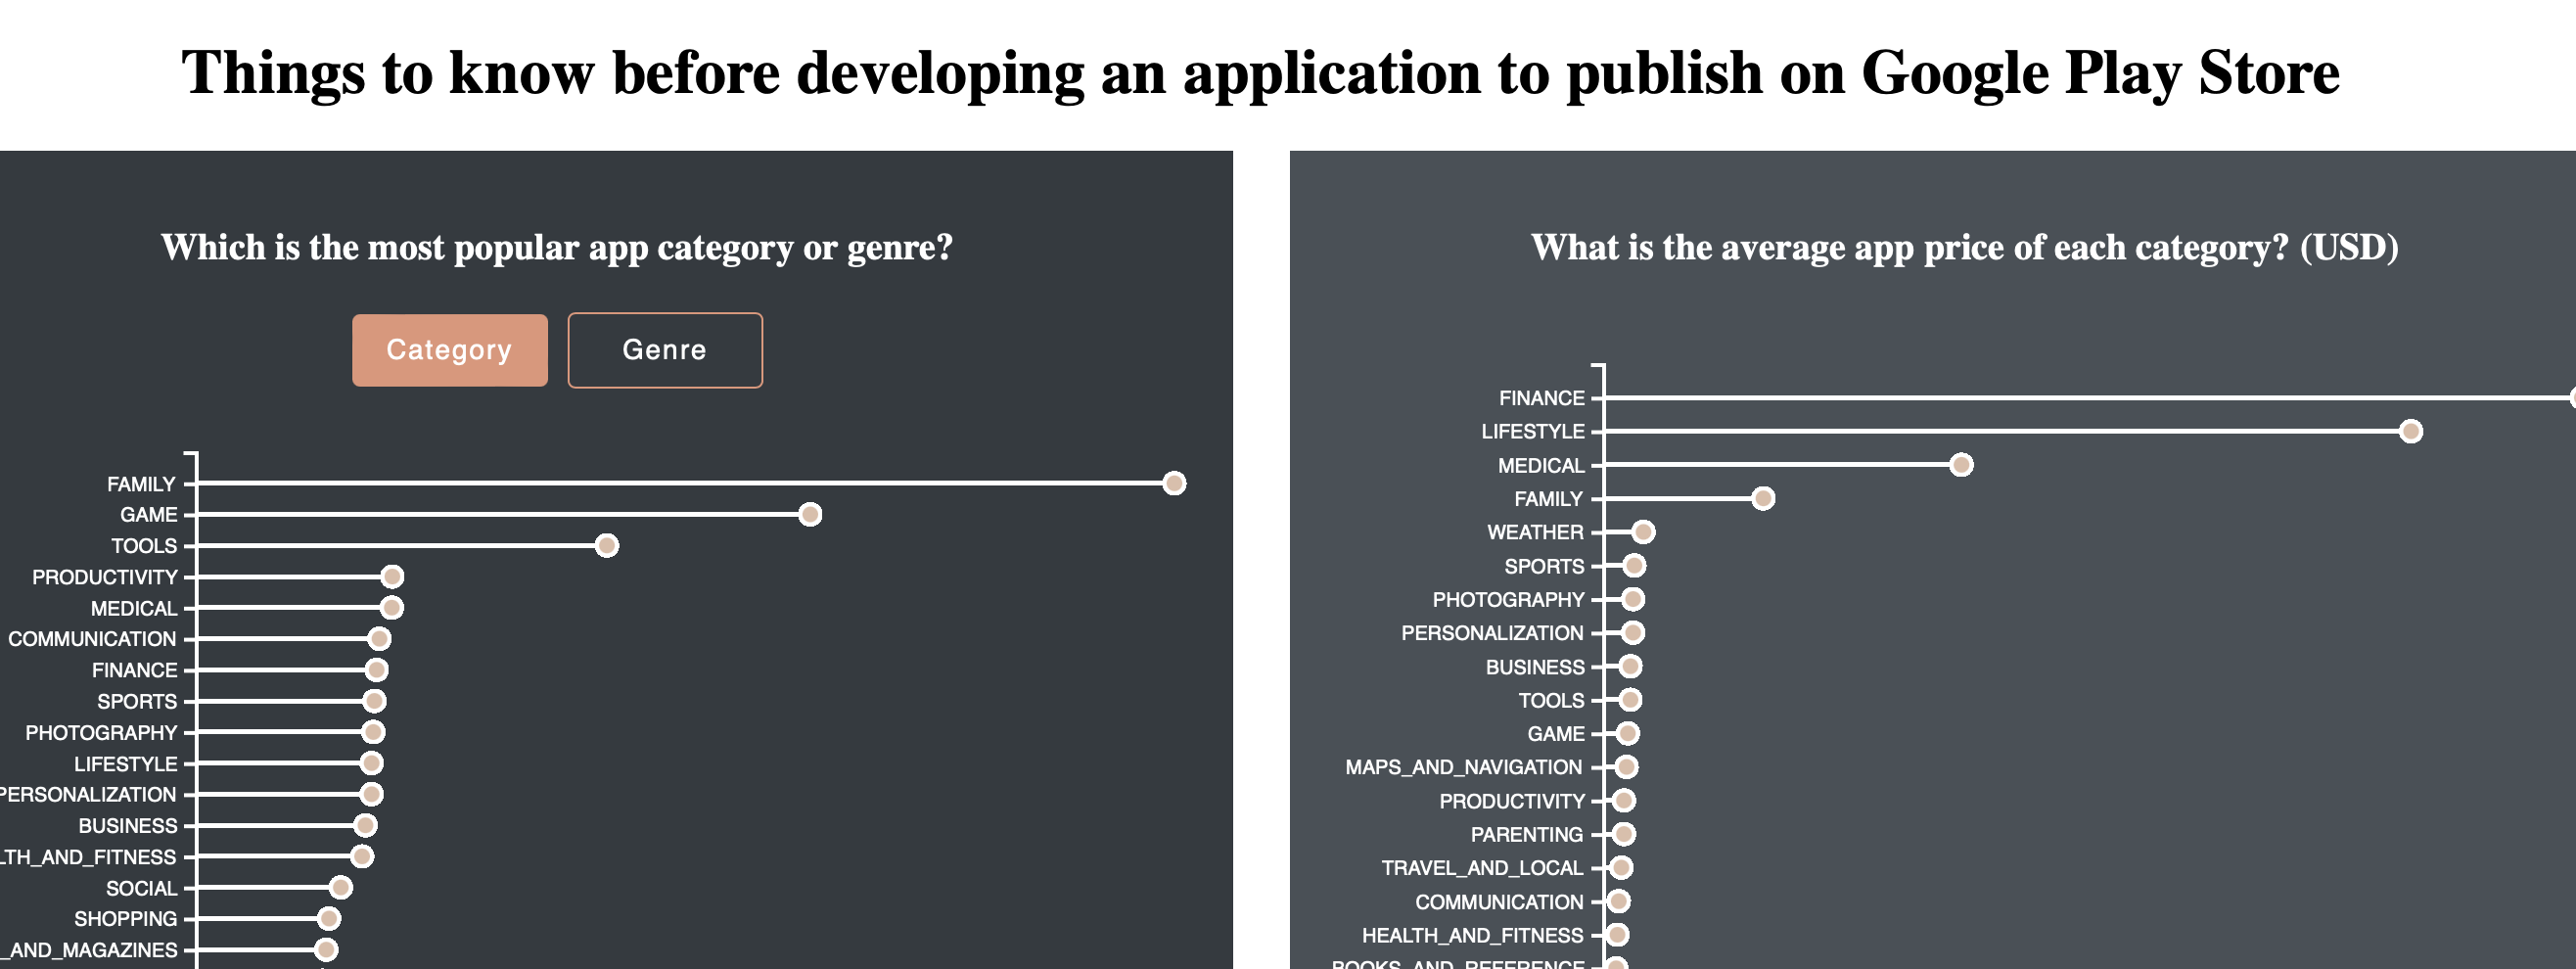 Things to know before developing an application to publish on Google Play Store
Which is the most popular app category or genre?
Category
Genre
FAMILY
GAME
TOOLS
PRODUCTIVITY
MEDICAL
COMMUNICATION
FINANCE
SPORTS
PHOTOGRAPHY
LIFESTYLE
PERSONALIZATION
BUSINESS
LTH_AND_FITNESS
SOCIAL
SHOPPING
_AND_MAGAZINES
What is the average app price of each category? (USD)
FINANCE
LIFESTYLE
MEDICAL
FAMILY
WEATHER
SPORTS
PHOTOGRAPHY
PERSONALIZATION
BUSINESS
TOOLS
GAME
MAPS_AND_NAVIGATION
PRODUCTIVITY
PARENTING
TRAVEL_AND_LOCAL
COMMUNICATION
HEALTH_AND_FITNESS
BOOKS_AND_REFERENCE